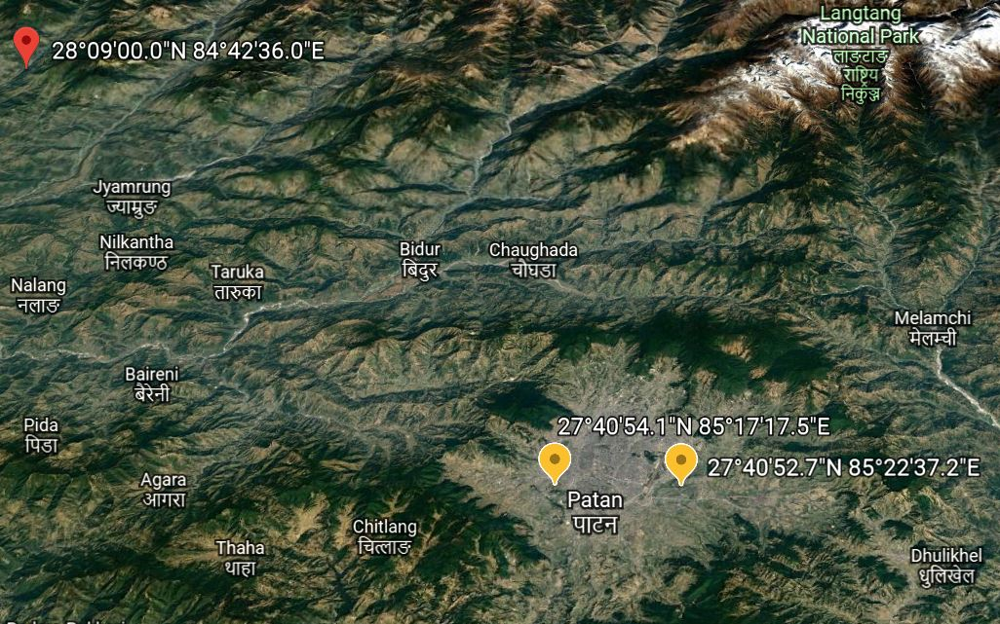 Langtang
National Park
लाङटाङ
राष्ट्रिय
निकुञ्ज
28°09'00.0"N 84°42'36.0"E
Jyamrung
ज्याम्रुङ
Nilkantha
निलकण्ठ
Bidur
बिदुर
Chaughada
चौघडा
Taruka
तारुका
Nalang
नलाङ
Melamchi
मेलम्ची
Baireni
बैरेनी
Pida
पिडा
27°40'54.1"N 85°17'17.5"E
27°40'52.7"N 85°22'37.2"E
Agara
आगरा
Patan
पाटन
Chitlang
चित्लाङ
Thaha
थाहा
Dhulikhel
धुलिखेल